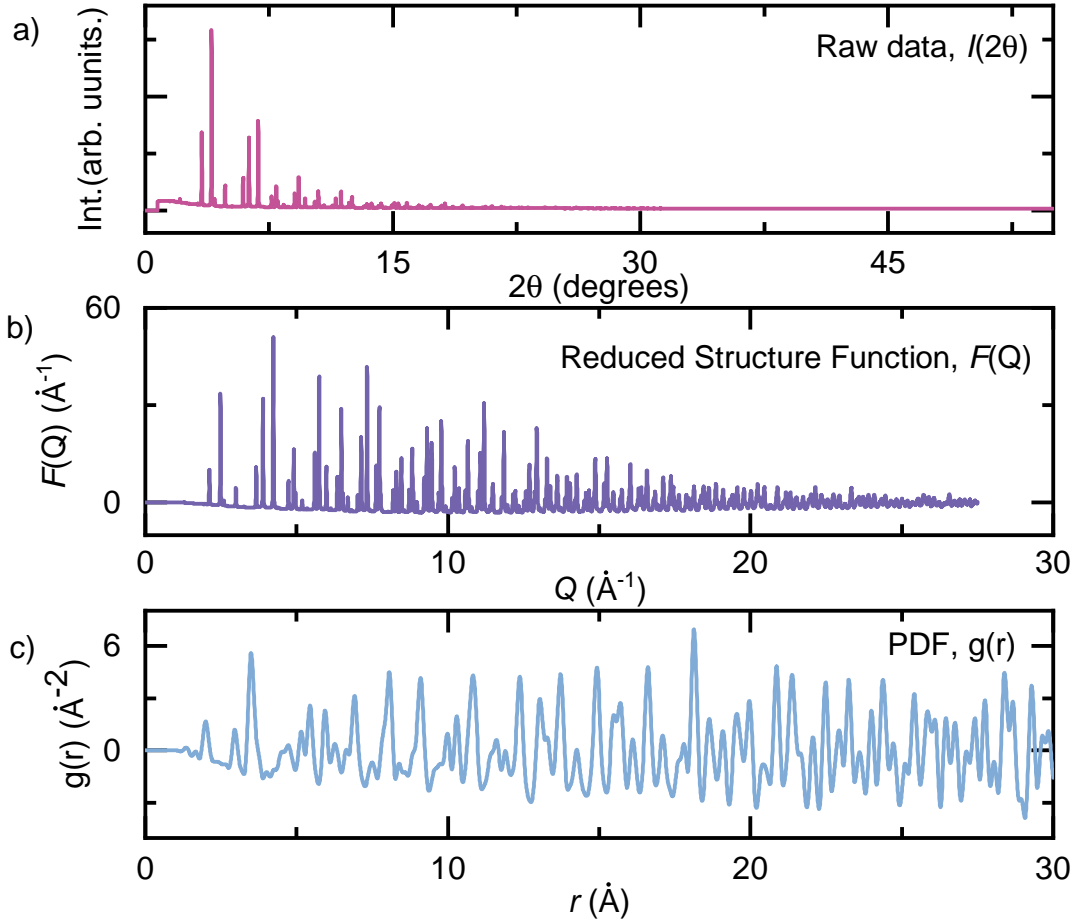 a)
Int.(arb. uunits.)
Raw data, I(2θ)
0 15 30 45
2θ (degrees)
b)
F(Q) (Å-1)
60
0
Reduced Structure Function, F(Q)
0 10 20 30
Q (Å-1)
c)
g(r) (Å-2)
6
0
PDF, g(r)
0 10 20 30
r (Å)